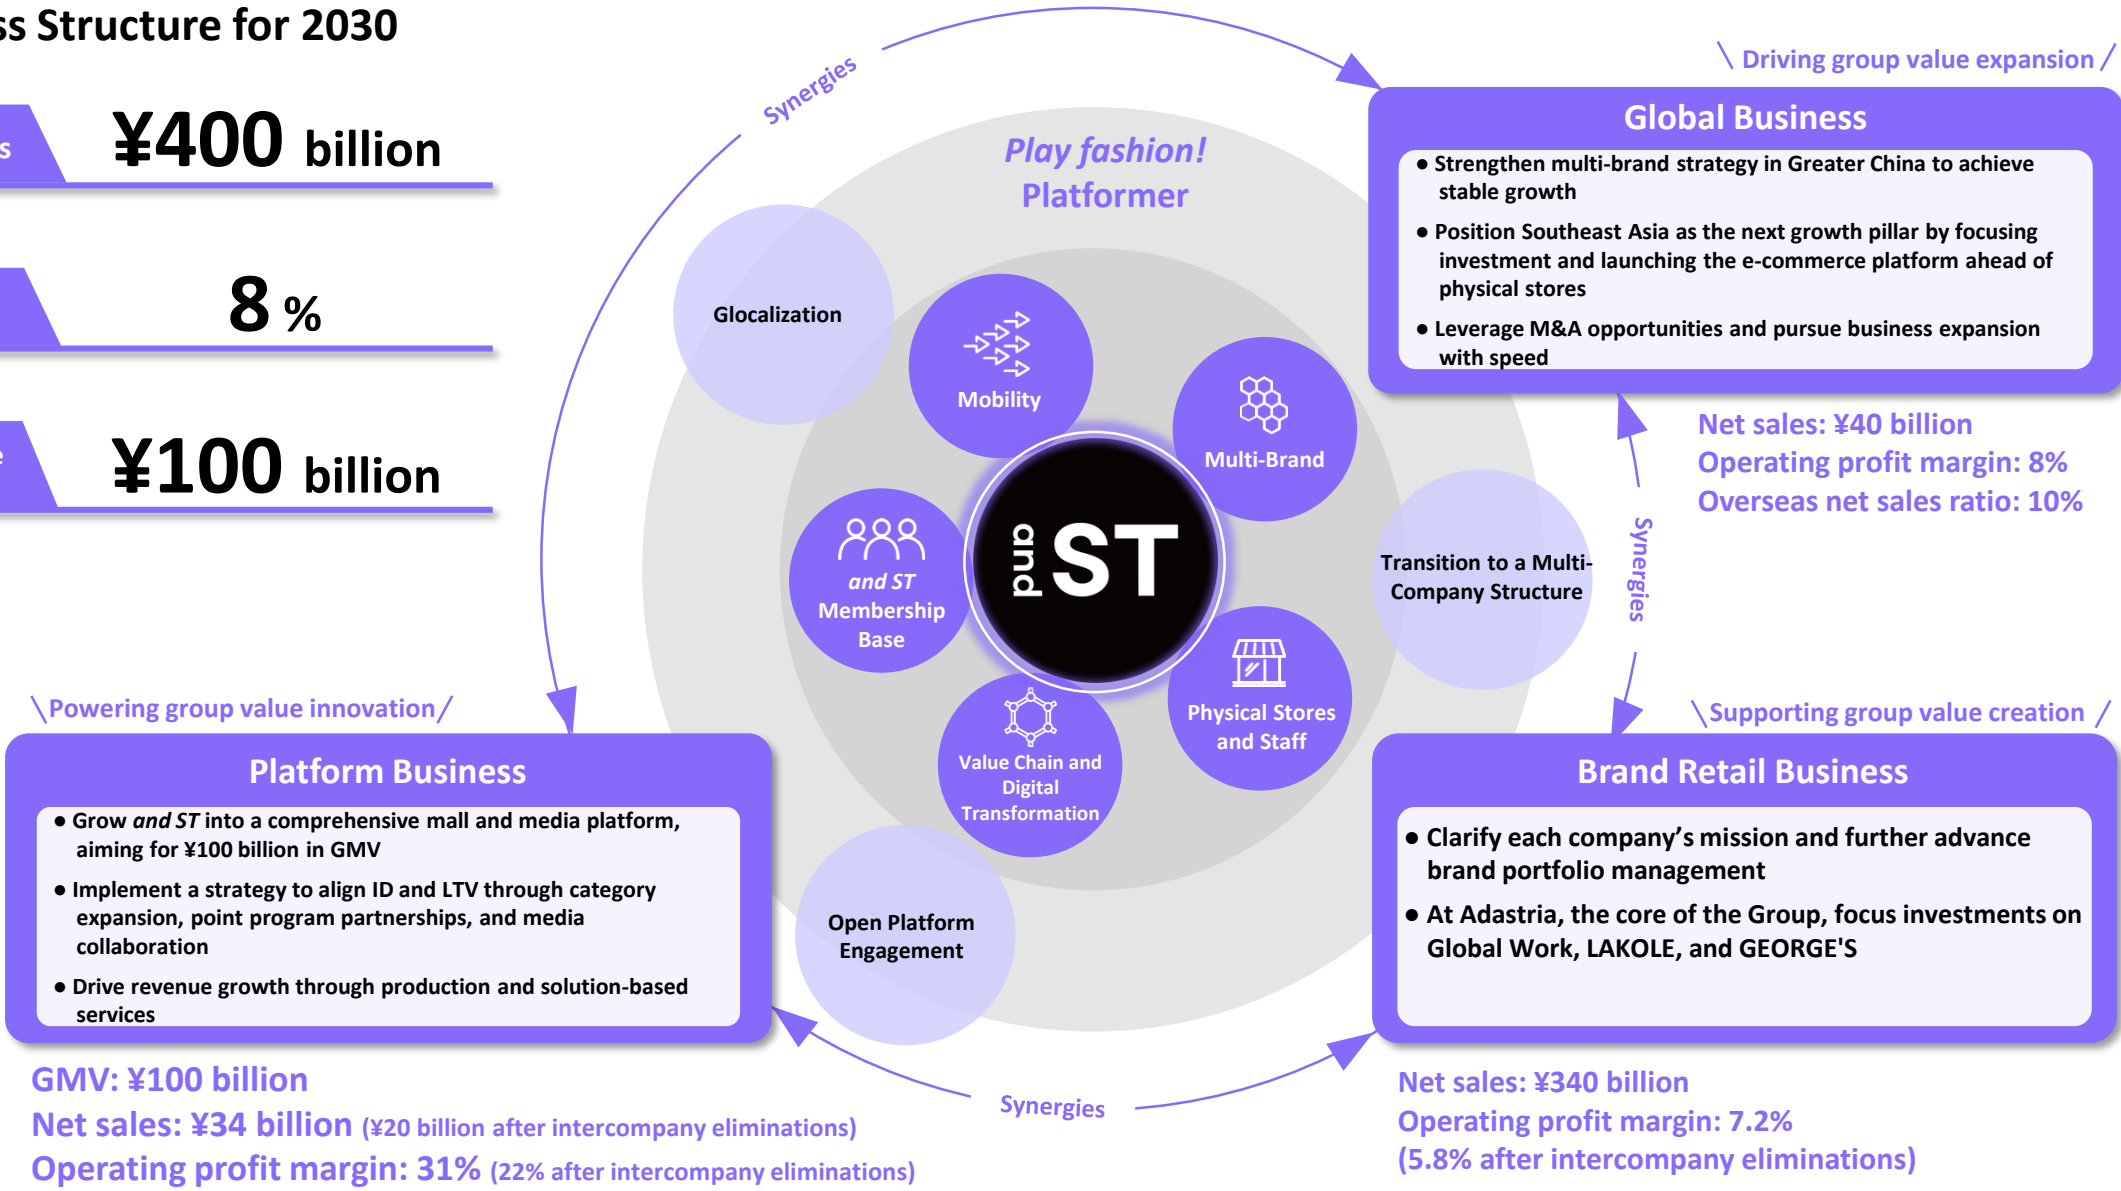 ss Structure for 2030
s
¥400 billion
8 %
e
¥100 billion
Synergies
Play fashion!
Platformer
Glocalization
Mobility
Multi-Brand
and ST
and ST
Membership
Base
Transition to a Multi-
Company Structure
Physical Stores
and Staff
Value Chain and
Digital
Transformation
Open Platform
Engagement
Driving group value expansion
Global Business
● Strengthen multi-brand strategy in Greater China to achieve
stable growth
● Position Southeast Asia as the next growth pillar by focusing
investment and launching the e-commerce platform ahead of
physical stores
● Leverage M&A opportunities and pursue business expansion
with speed
Net sales: ¥40 billion
Operating profit margin: 8%
Overseas net sales ratio: 10%
Synergies
Powering group value innovation
Platform Business
● Grow and ST into a comprehensive mall and media platform,
aiming for ¥100 billion in GMV
● Implement a strategy to align ID and LTV through category
expansion, point program partnerships, and media
collaboration
● Drive revenue growth through production and solution-based
services
GMV: ¥100 billion
Net sales: ¥34 billion (¥20 billion after intercompany eliminations)
Operating profit margin: 31% (22% after intercompany eliminations)
Synergies
Supporting group value creation
Brand Retail Business
● Clarify each company’s mission and further advance
brand portfolio management
● At Adastria, the core of the Group, focus investments on
Global Work, LAKOLE, and GEORGE'S
Net sales: ¥340 billion
Operating profit margin: 7.2%
(5.8% after intercompany eliminations)